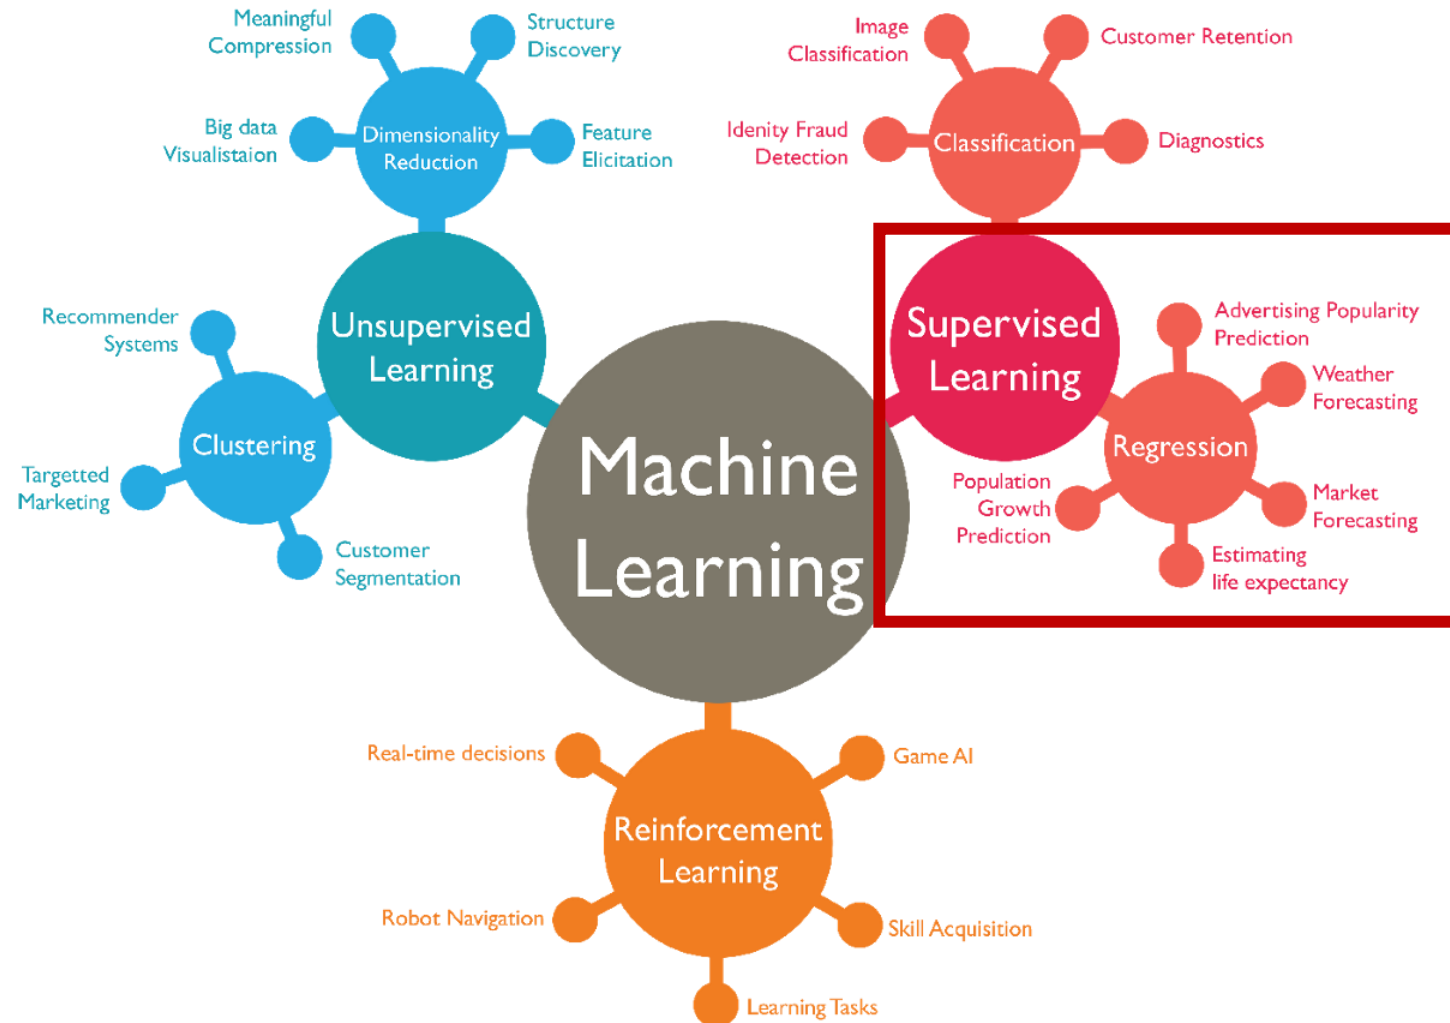 Meaningful
Compression
Structure
Discovery
Big data
Visualistaion
Dimensionality
Reduction
Feature
Elicitation
Image
Classification
Customer Retention
Idenity Fraud
Detection
Classification
Diagnostics
Recommender
Systems
Unsupervised
Learning
Clustering
Targetted
Marketing
Customer
Segmentation
Machine
Learning
Supervised
Learning
Advertising Popularity
Prediction
Weather
Forecasting
Regression
Population
Growth
Prediction
Market
Forecasting
Estimating
life expectancy
Real-time decisions
Game AI
Reinforcement
Learning
Robot Navigation
Skill Acquisition
Learning Tasks